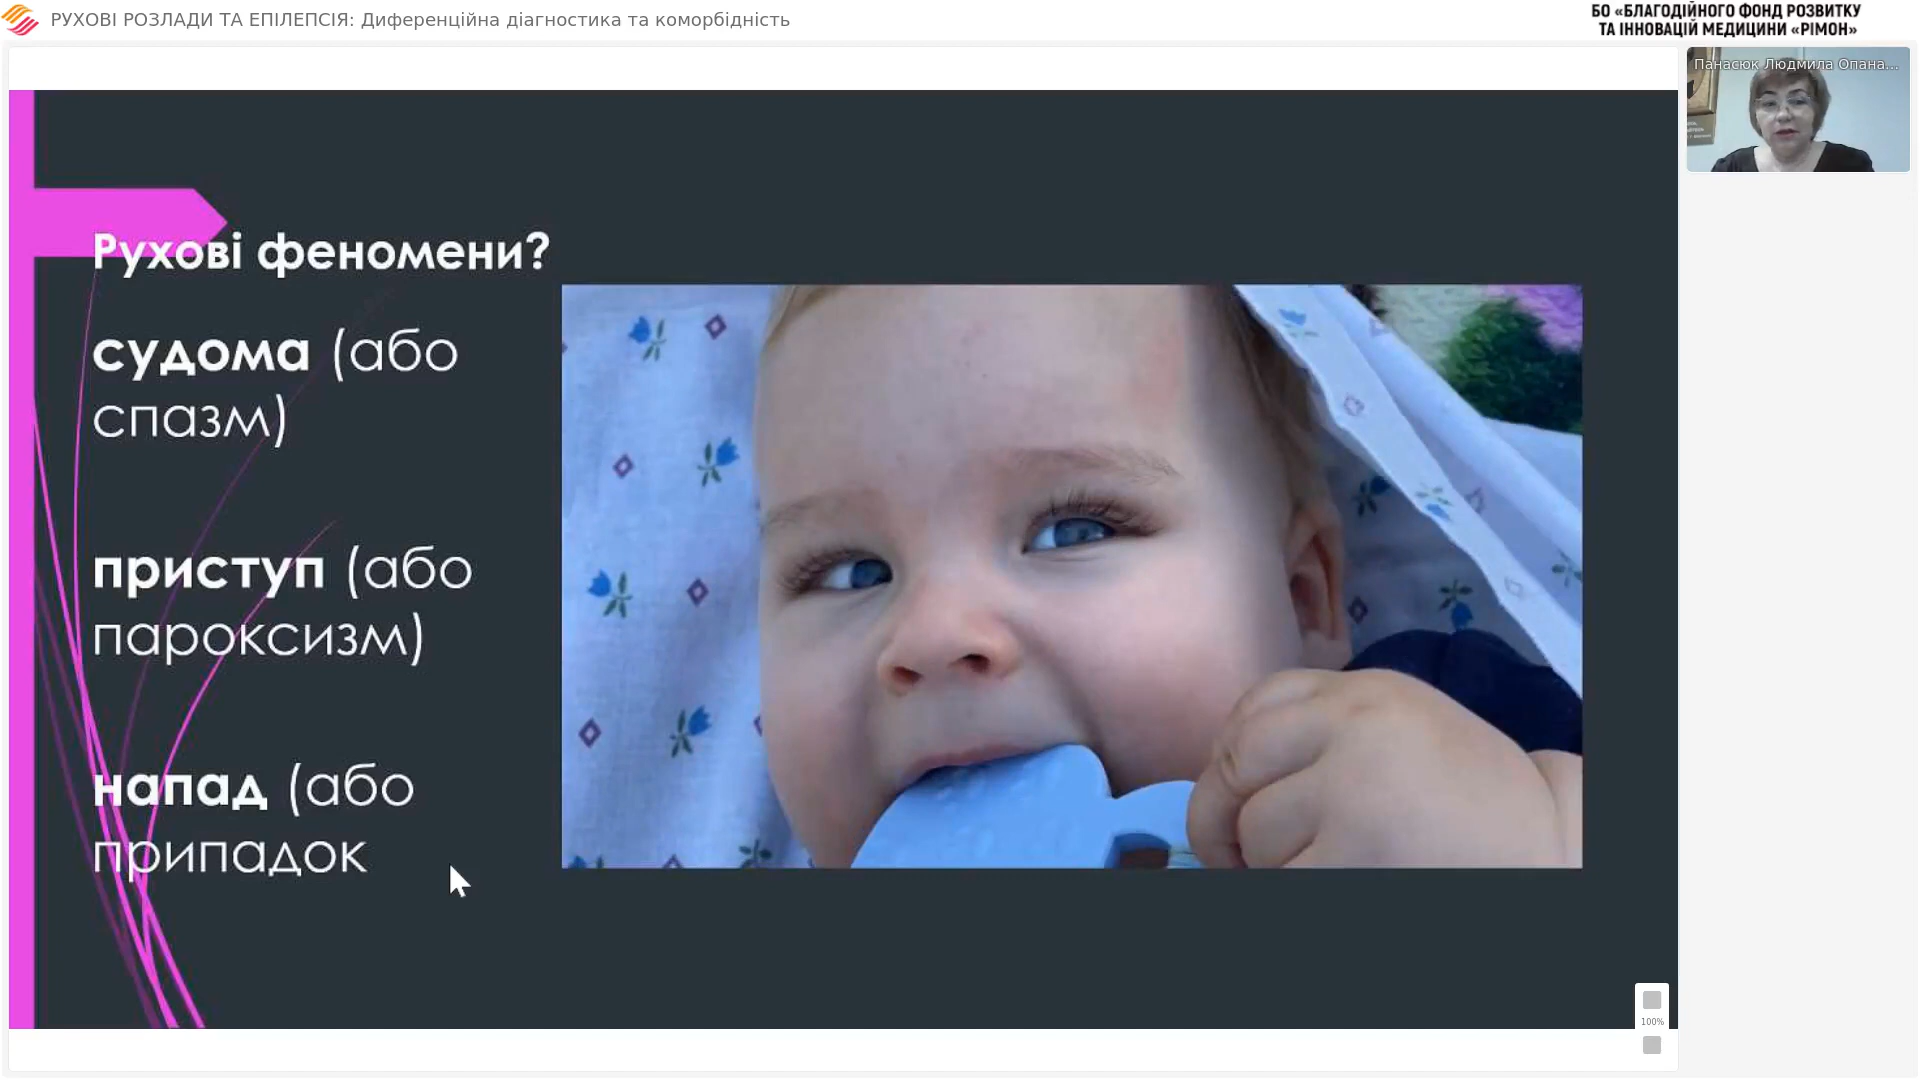 РУХОВІ РОЗЛАДИ ТА ЕПІЛЕПСІЯ: Диференційна діагностика та коморбідність
БО «БЛАГОДІЙНОГО ФОНД РОЗВИТКУ
ТА ІННОВАЦІЙ МЕДИЦИНИ «РІМОН»
Панасюк Людмила Опана...
Рухові феномени?
судома (або
спазм)
приступ (або
пароксизм)
напад (або
припадок
100%